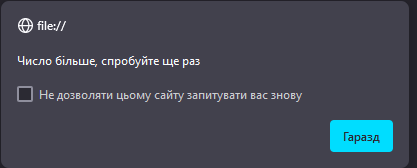 file://
Число більше, спробуйте ще раз
Не дозволяти цьому сайту запитувати вас знову
Гаразд